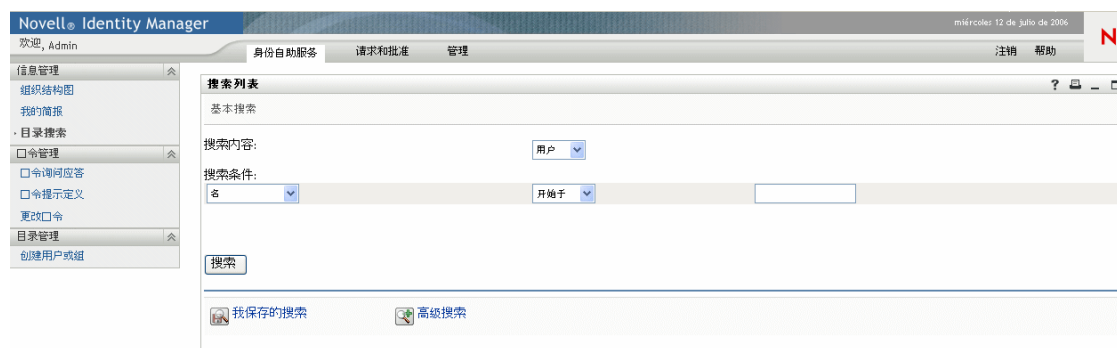 Novell® Identity Manager
miércoles 12 de julio de 2006
N
欢迎, Admin
身份自助服务
请求和批准
管理
注销
帮助
信息管理
组织结构图
我的简报
· 目录搜索
口令管理
口令询问应答
口令提示定义
更改口令
目录管理
创建用户或组
搜索列表
?
基本搜索
搜索内容:
用户
搜索条件:
名
开始于
搜索
我保存的搜索
高级搜索